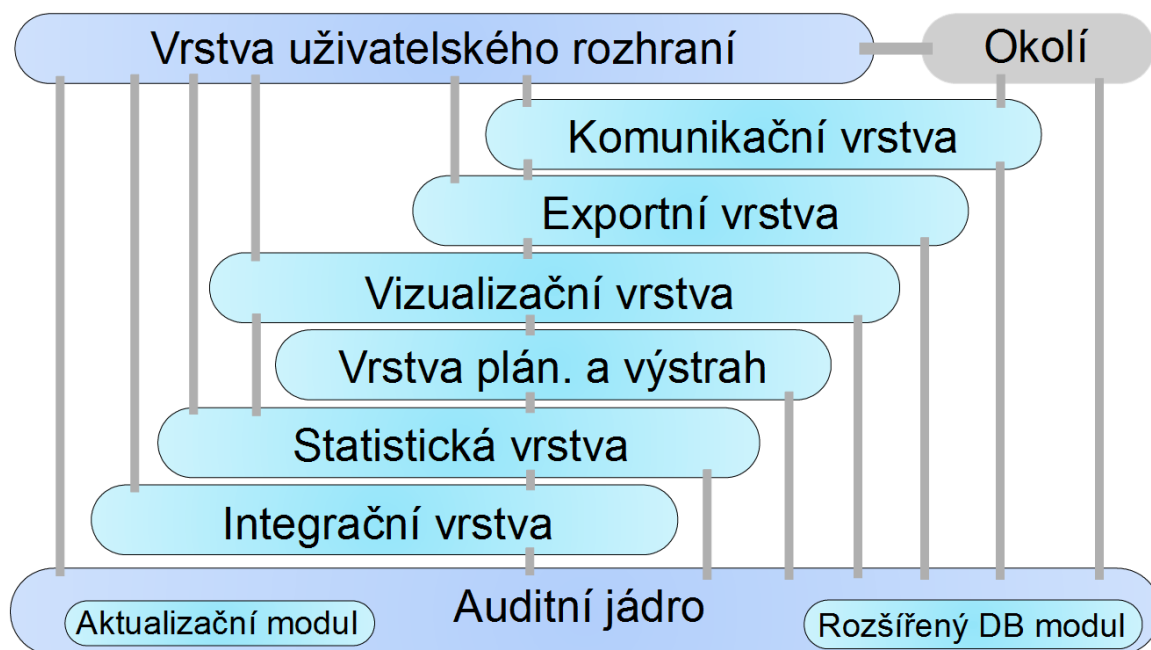 Vrstva uživatelského rozhraní
Okolí
Komunikační vrstva
Exportní vrstva
Vizualizační vrstva
Vrstva plán. a výstrah
Statistická vrstva
Integrační vrstva
Auditní jádro
Aktualizační modul
Rozšířený DB modul